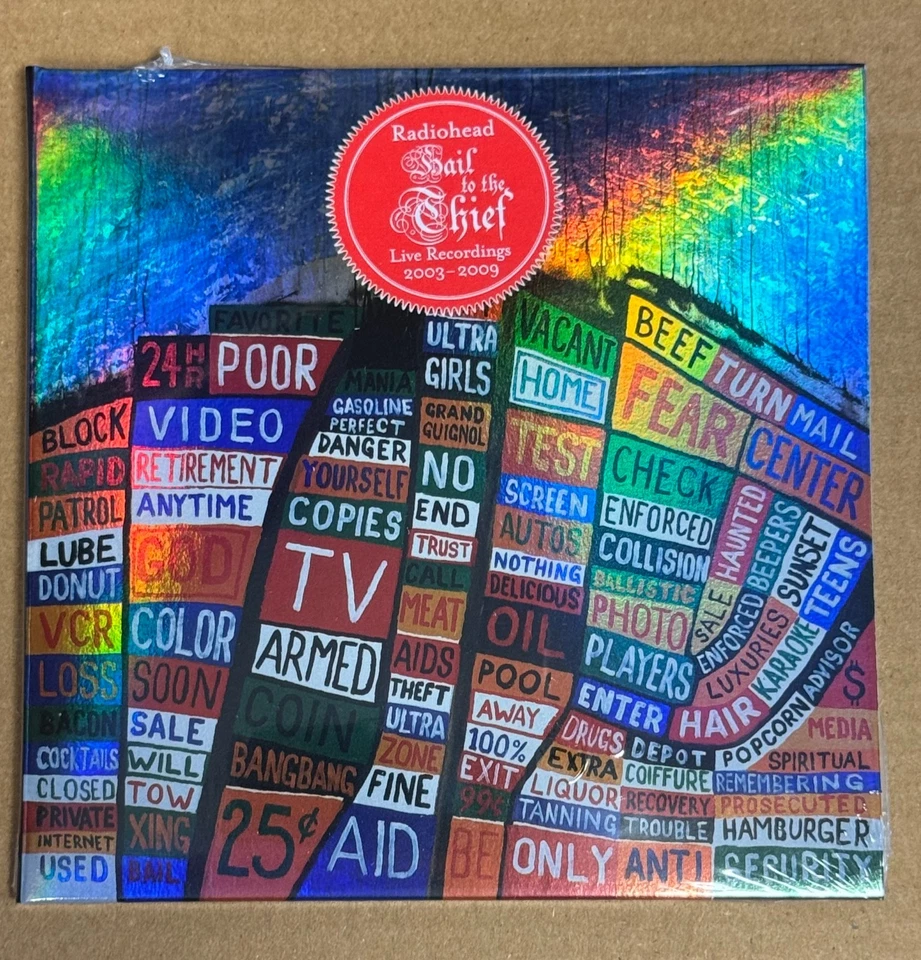 Radiohead
Hail
to the
Thief
Live Recordings
2003–2009
FAVORITE
24HR
POOR
BLOCK
VIDEO
RAPID
RETIREMENT
PATROL
ANYTIME
LUBE
GOD
DONUT
VCR
COLOR
LOSS
SOON
BACON
SALE
COCKTAILS
WILL
CLOSED
TOW
PRIVATE
XING
INTERNET
USED
BAIL
MANIA
GASOLINE
PERFECT
DANGER
YOURSELF
COPIES
TV
ARMED
COIN
BANGBANG
25¢
ULTRA
GIRLS
GRAND
GUIGNOL
NO
END
TRUST
CALL
MEAT
AIDS
THEFT
ULTRA
ZONE
FINE
AID
VACANT
HOME
TEST
SCREEN
AUTOS
NOTHING
DELICIOUS
OIL
POOL
AWAY
100%
EXIT
99¢
BE
BEEF
TURN
MAIL
FEAR
CENTER
CHECK
ENFORCED
COLLISION
BALLISTIC
PHOTO
PLAYERS
ENTER
HAUNTED
SALE
BEEPERS
ENFORCED
SUNSET
LUXURIES
TEENS
KARAOKE
HAIR
ADVISOR
POPCORN
$
DRUGS
DEPOT
MEDIA
EXTRA
COIFFURE
SPIRITUAL
LIQUOR
RECOVERY
REMEMBERING
TANNING
TROUBLE
PROSECUTED
HAMBURGER
ONLY
ANTI
SECURITY